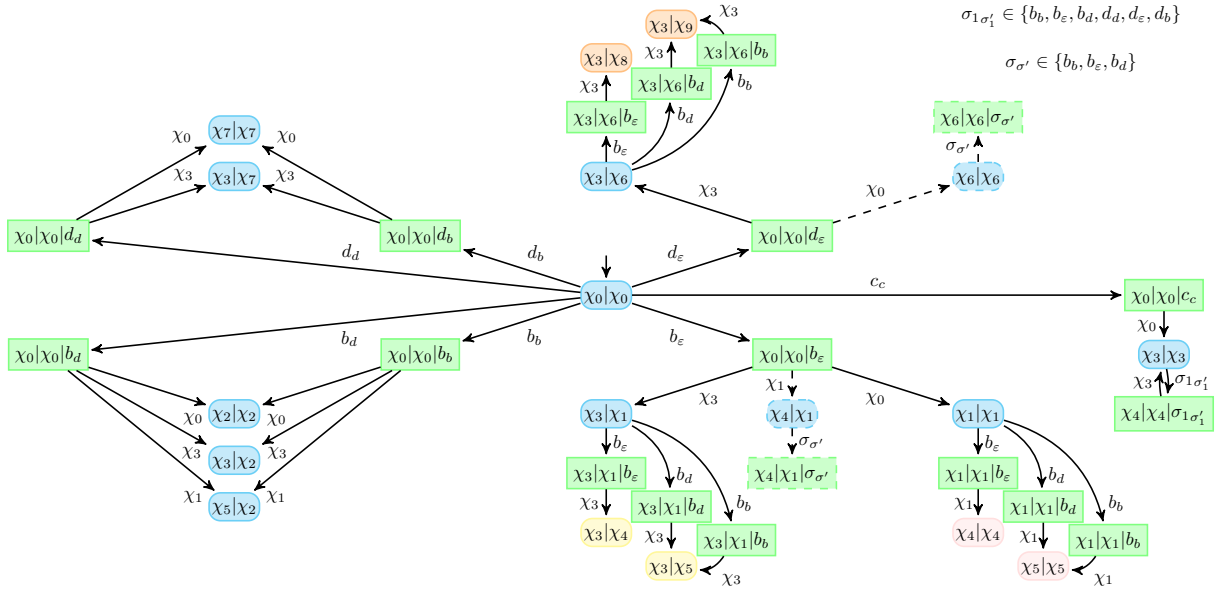 σ_{1σ'_1} ∈ {b_b, b_ε, b_d, d_d, d_ε, d_b}
σ_{σ'} ∈ {b_b, b_ε, b_d}
χ_3|χ_9
χ_3
χ_3|χ_8
χ_3
χ_3|χ_6|b_b
χ_3
χ_3|χ_6|b_d
χ_3|χ_6|b_ε
b_ε
b_d
b_b
χ_3|χ_6
χ_6|χ_6|σ_{σ'}
σ_{σ'}
χ_6|χ_6
χ_7|χ_7
χ_0
χ_0
χ_3|χ_7
χ_3
χ_3
χ_3
χ_0
χ_0|χ_0|d_d
χ_0|χ_0|d_b
χ_0|χ_0|d_ε
d_d
d_b
d_ε
χ_0|χ_0
c_c
χ_0|χ_0|c_c
χ_0
χ_3|χ_3
χ_3
σ_{1σ'_1}
χ_4|χ_4|σ_{1σ'_1}
b_d
b_b
b_ε
χ_0|χ_0|b_d
χ_0|χ_0|b_b
χ_0|χ_0|b_ε
χ_2|χ_2
χ_0
χ_0
χ_3|χ_2
χ_3
χ_3
χ_5|χ_2
χ_1
χ_1
χ_3
χ_1
χ_0
χ_3|χ_1
χ_4|χ_1
χ_1|χ_1
b_ε
b_d
b_b
σ_{σ'}
b_ε
b_d
b_b
χ_3|χ_1|b_ε
χ_4|χ_1|σ_{σ'}
χ_1|χ_1|b_ε
χ_3
χ_3|χ_1|b_d
χ_1
χ_1|χ_1|b_d
χ_3|χ_4
χ_3
χ_3|χ_1|b_b
χ_4|χ_4
χ_1
χ_1|χ_1|b_b
χ_3|χ_5
χ_3
χ_5|χ_5
χ_1